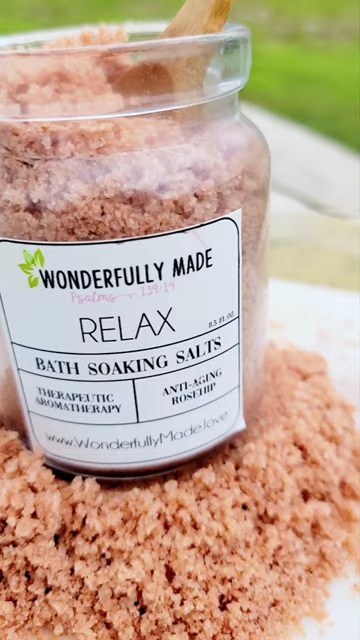 WONDERFULLY MADE
Psalms 139:14
RELAX
8.5 FL OZ
BATH SOAKING SALTS
THERAPEUTIC
AROMATHERAPY
ANTI-AGING
ROSEHIP
www.WonderfullyMade.love